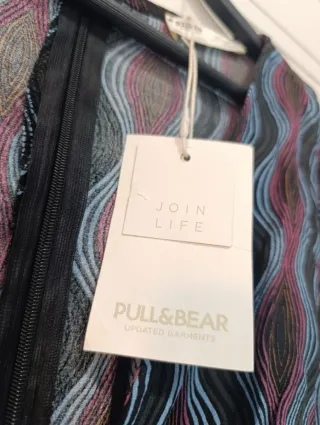 JOIN
LIFE
PULL&BEAR
UPDATED GARMENTS